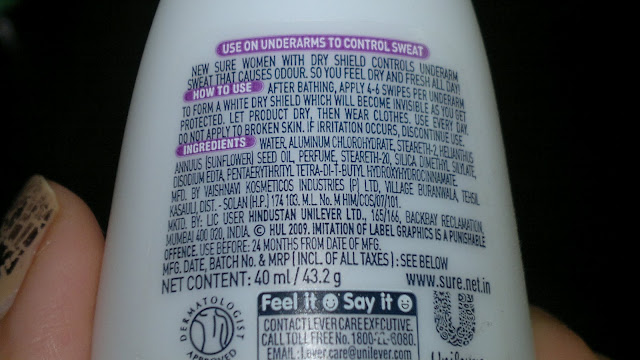 USE ON UNDERARMS TO CONTROL SWEAT
NEW SURE WOMEN WITH DRY SHIELD CONTROLS UNDERARM
SWEAT THAT CAUSES ODOUR. SO YOU FEEL DRY AND FRESH ALL DAY!
HOW TO USE AFTER BATHING, APPLY 4-6 SWIPES PER UNDERARM
TO FORM A WHITE DRY SHIELD WHICH WILL BECOME INVISIBLE AS YOU GET
PROTECTED. LET PRODUCT DRY, THEN WEAR CLOTHES. USE EVERY DAY.
DO NOT APPLY TO BROKEN SKIN. IF IRRITATION OCCURS, DISCONTINUE USE.
INGREDIENTS WATER, ALUMINUM CHLOROHYDRATE, STEARETH-2, HELIANTHUS
ANNUUS (SUNFLOWER) SEED OIL, PERFUME, STEARETH-20, SILICA DIMETHYL SILYLATE,
DISODIUM EDTA, PENTAERYTHRITYL TETRA-DI-T-BUTYL HYDROXYHYDROCINNAMATE.
MFD. BY VAISHNAVI KOSMETICOS INDUSTRIES (P) LTD, VILLAGE BURANWALA, TEHSIL
KASAULI, DIST. - SOLAN (H.P.) 174 103, M.L. No. M HIM/COS/07/101.
MKTD. BY: LIC USER HINDUSTAN UNILEVER LTD., 165/166, BACKBAY RECLAMATION,
MUMBAI 400 020, INDIA. © HUL 2009, IMITATION OF LABEL GRAPHICS IS A PUNISHABLE
OFFENCE. USE BEFORE: 24 MONTHS FROM DATE OF MFG.
MFG. DATE, BATCH No. & MRP (INCL. OF ALL TAXES) : SEE BELOW
NET CONTENT: 40 ml / 43.2 g
www.sure.net.in
DERMATOLOGIST
APPROVED
Feel it Say it
CONTACT LEVER CARE EXECUTIVE.
CALL TOLL FREE No. 1800-22-8080.
EMAIL: lever.care@unilever.com
Unilever